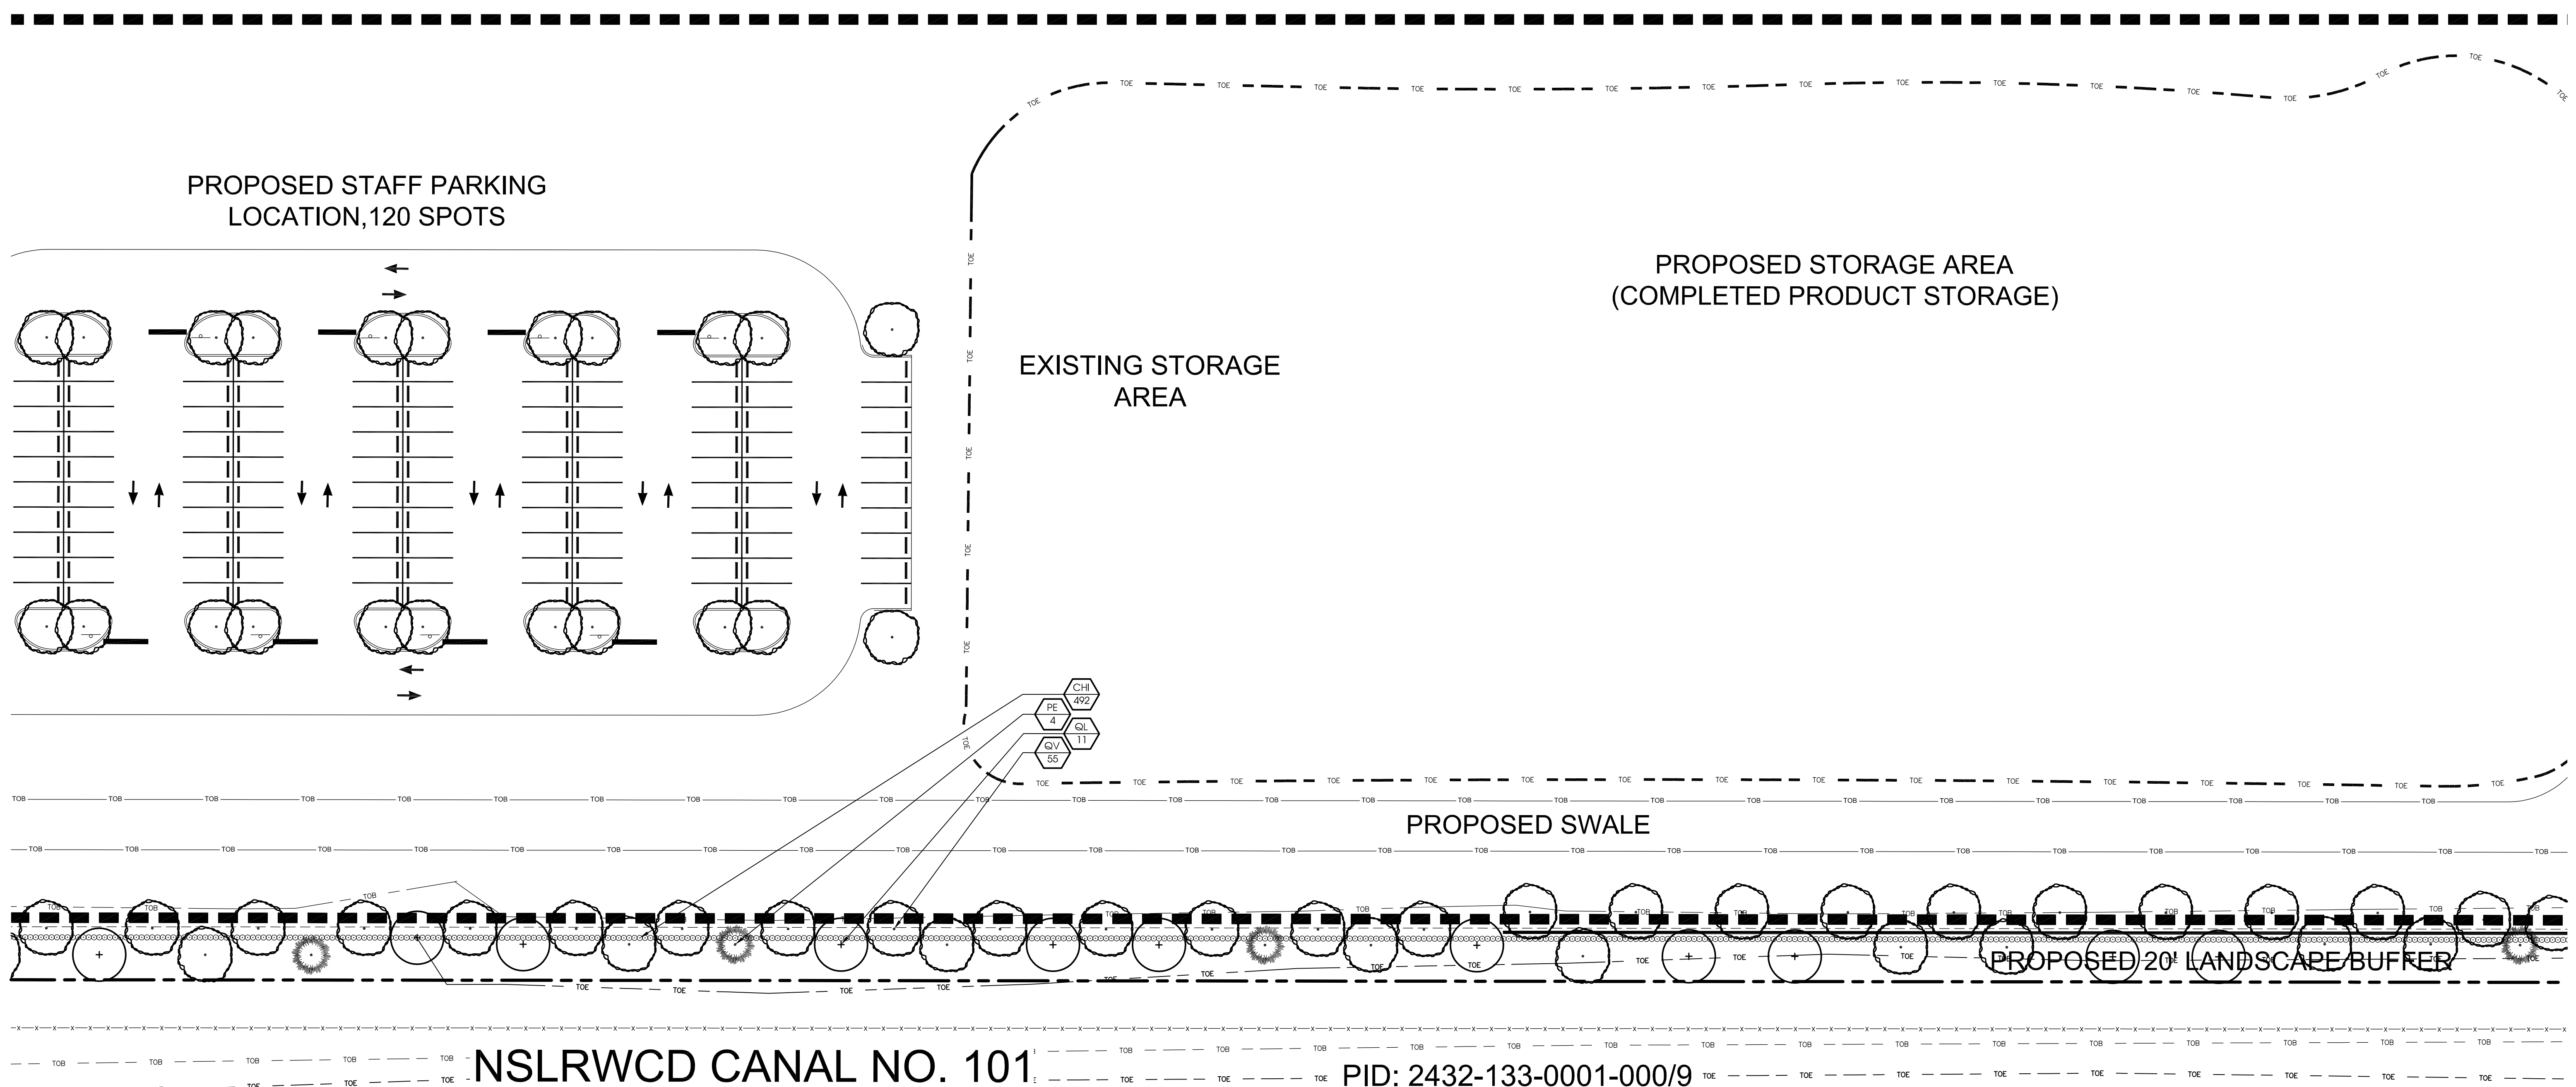 PROPOSED STAFF PARKING
LOCATION,120 SPOTS
PROPOSED STORAGE AREA
(COMPLETED PRODUCT STORAGE)
EXISTING STORAGE
AREA
CHI
492
PE
4
QL
11
QV
55
TOE
TOB
PROPOSED SWALE
PROPOSED 20' LANDSCAPE BUFFER
NSLRWCD CANAL NO. 101
PID: 2432-133-0001-000/9